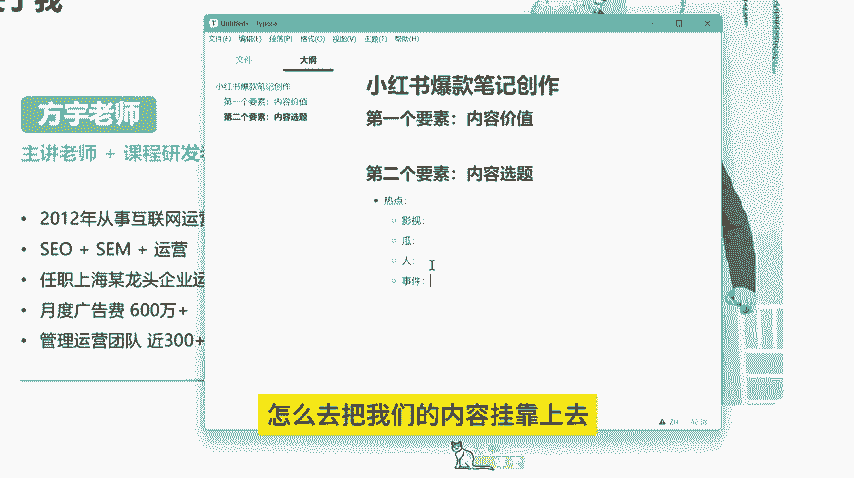 于我
方宇老师
主讲老师 + 课程研发
• 2012年从事互联网运营
• SEO + SEM + 运营
• 任职上海某龙头企业运
• 月度广告费 600万+
• 管理运营团队 近300+
文件(F) 编辑(E) 段落(P) 格式(O) 视图(V) 主题(T) 帮助(H)
文件 大纲
小红书爆款笔记创作
第一个要素：内容价值
第二个要素：内容选题
小红书爆款笔记创作
第一个要素：内容价值
第二个要素：内容选题
• 热点：
◦ 影视：
◦ 瓜：
◦ 人：
◦ 事件：
怎么去把我们的内容挂靠上去